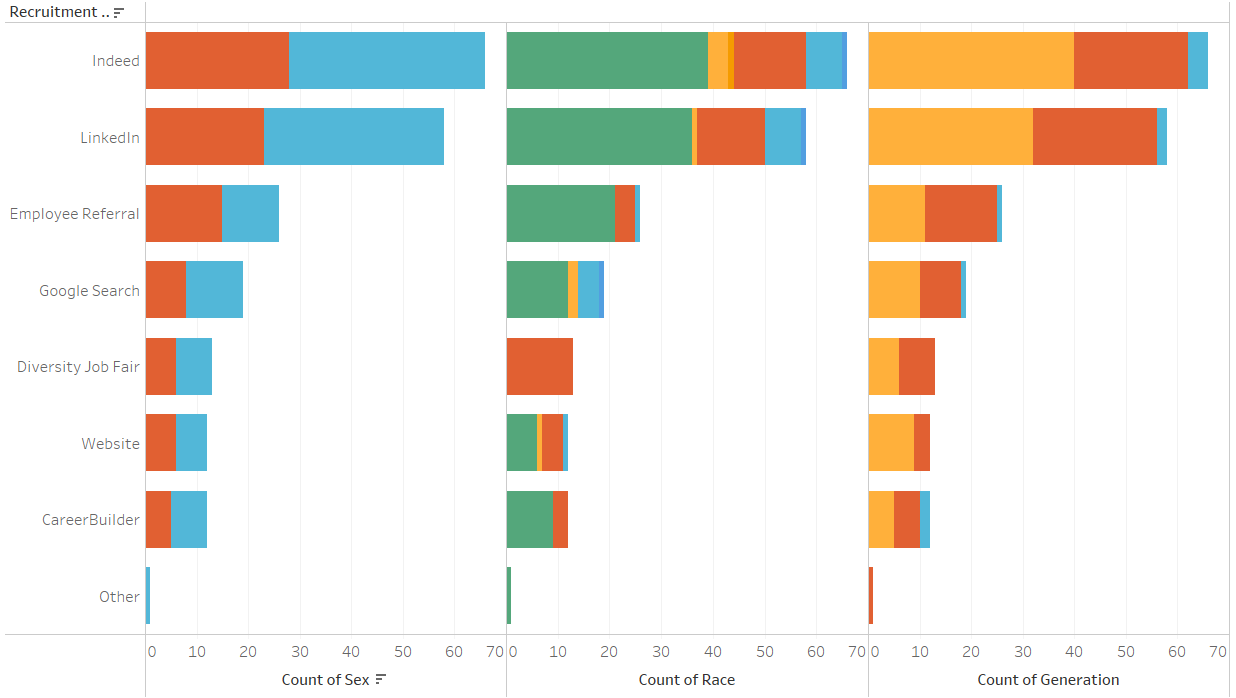 Recruitment ..
Indeed
LinkedIn
Employee Referral
Google Search
Diversity Job Fair
Website
CareerBuilder
Other
0 10 20 30 40 50 60 70 0 10 20 30 40 50 60 70 0 10 20 30 40 50 60 70
Count of Sex Count of Race Count of Generation